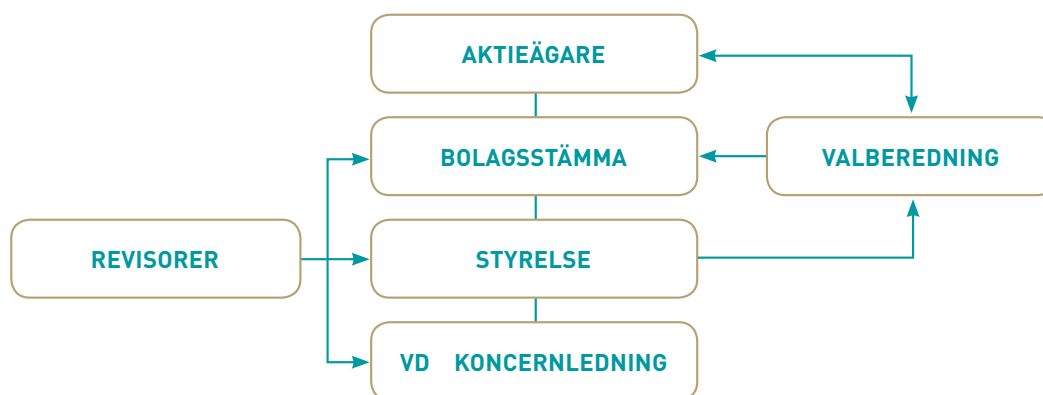 AKTIEÄGARE
BOLAGSSTÄMMA
VALBEREDNING
REVISORER
STYRELSE
VD KONCERNLEDNING